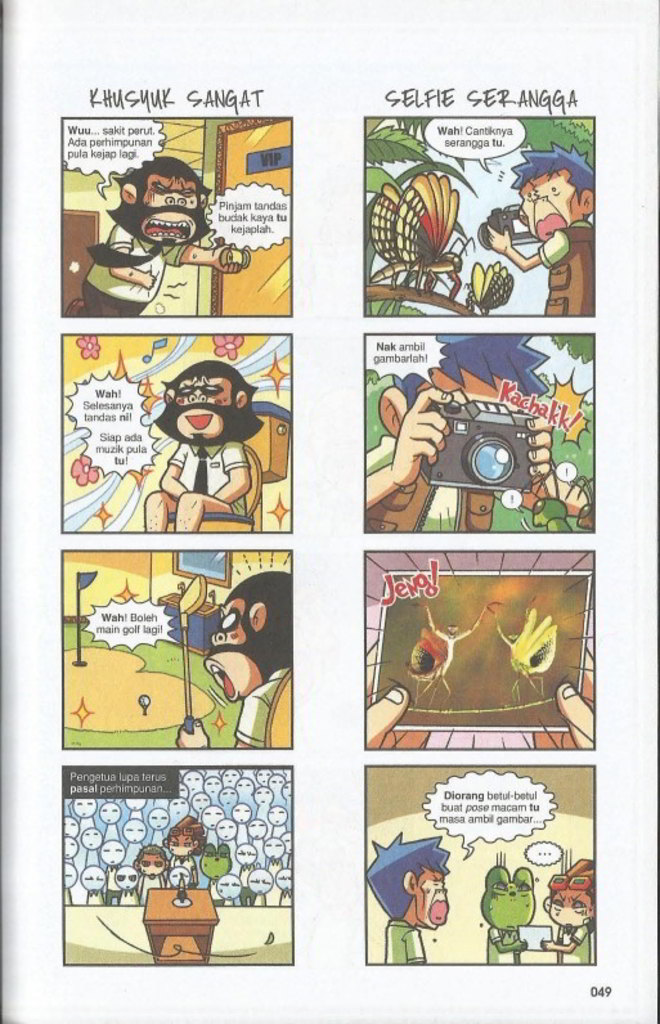 KHUSYUK SANGAT
Wuu... sakit perut.
Ada perhimpunan
pula kejap lagi.
VIP
Pinjam tandas
budak kaya tu
kejaplah.
Wah!
Selesanya
tandas ni!
Siap ada
muzik pula
tu!
Wah! Boleh
main golf lagi!
Pengetua lupa terus
pasal perhimpunan...
SELFIE SERANGGA
Wah! Cantiknya
serangga tu.
Nak ambil
gambarlah!
Kachakk!
!
!
Jeng!
Diorang betul-betul
buat pose macam tu
masa ambil gambar...
...
049